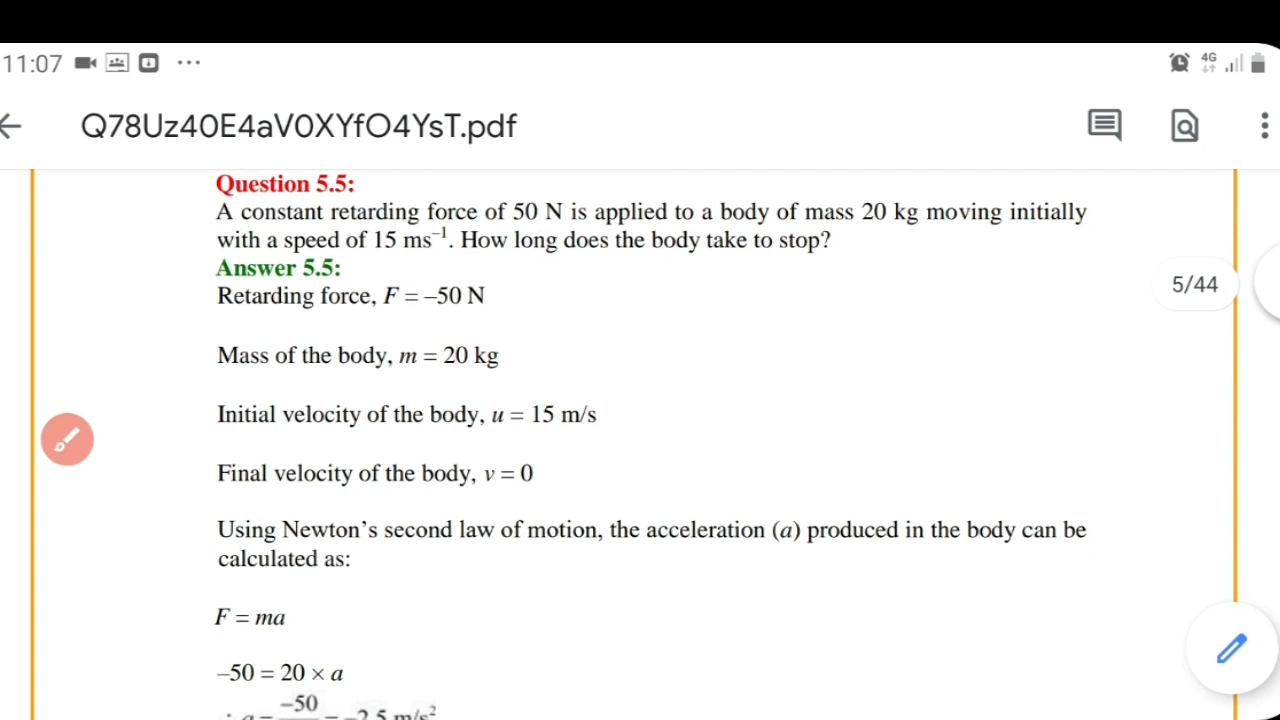 11:07
4G
Q78Uz40E4aV0XYfO4YsT.pdf
Question 5.5:
A constant retarding force of 50 N is applied to a body of mass 20 kg moving initially
with a speed of 15 ms⁻¹. How long does the body take to stop?
Answer 5.5:
5/44
Retarding force, F = –50 N
Mass of the body, m = 20 kg
Initial velocity of the body, u = 15 m/s
Final velocity of the body, v = 0
Using Newton's second law of motion, the acceleration (a) produced in the body can be
calculated as:
F = ma
–50 = 20 × a
∴ a = –50 = –2.5 m/s²